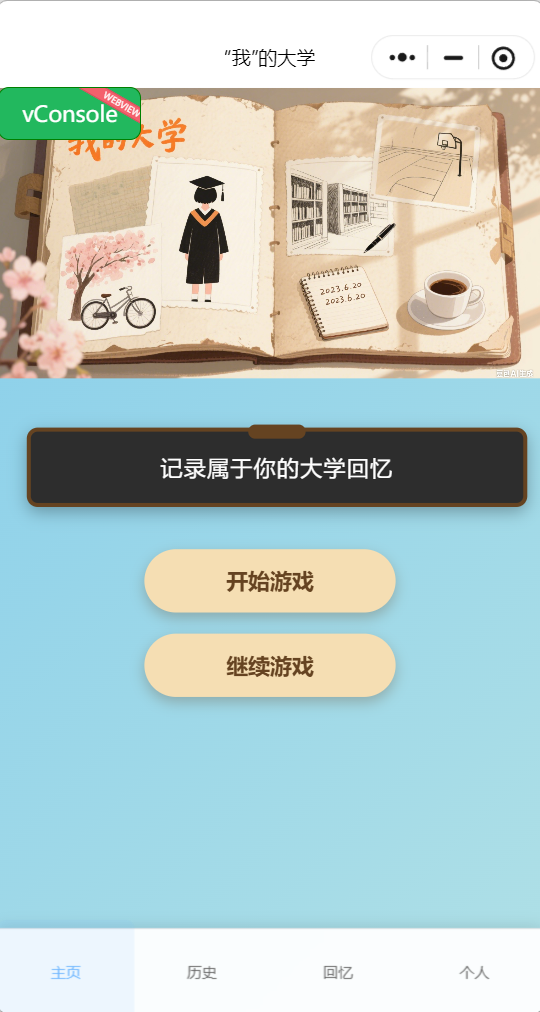 “我”的大学
vConsole
WEBVIEW
我的大学
2023.6.20
2023.6.20
记录属于你的大学回忆
开始游戏
继续游戏
主页
历史
回忆
个人